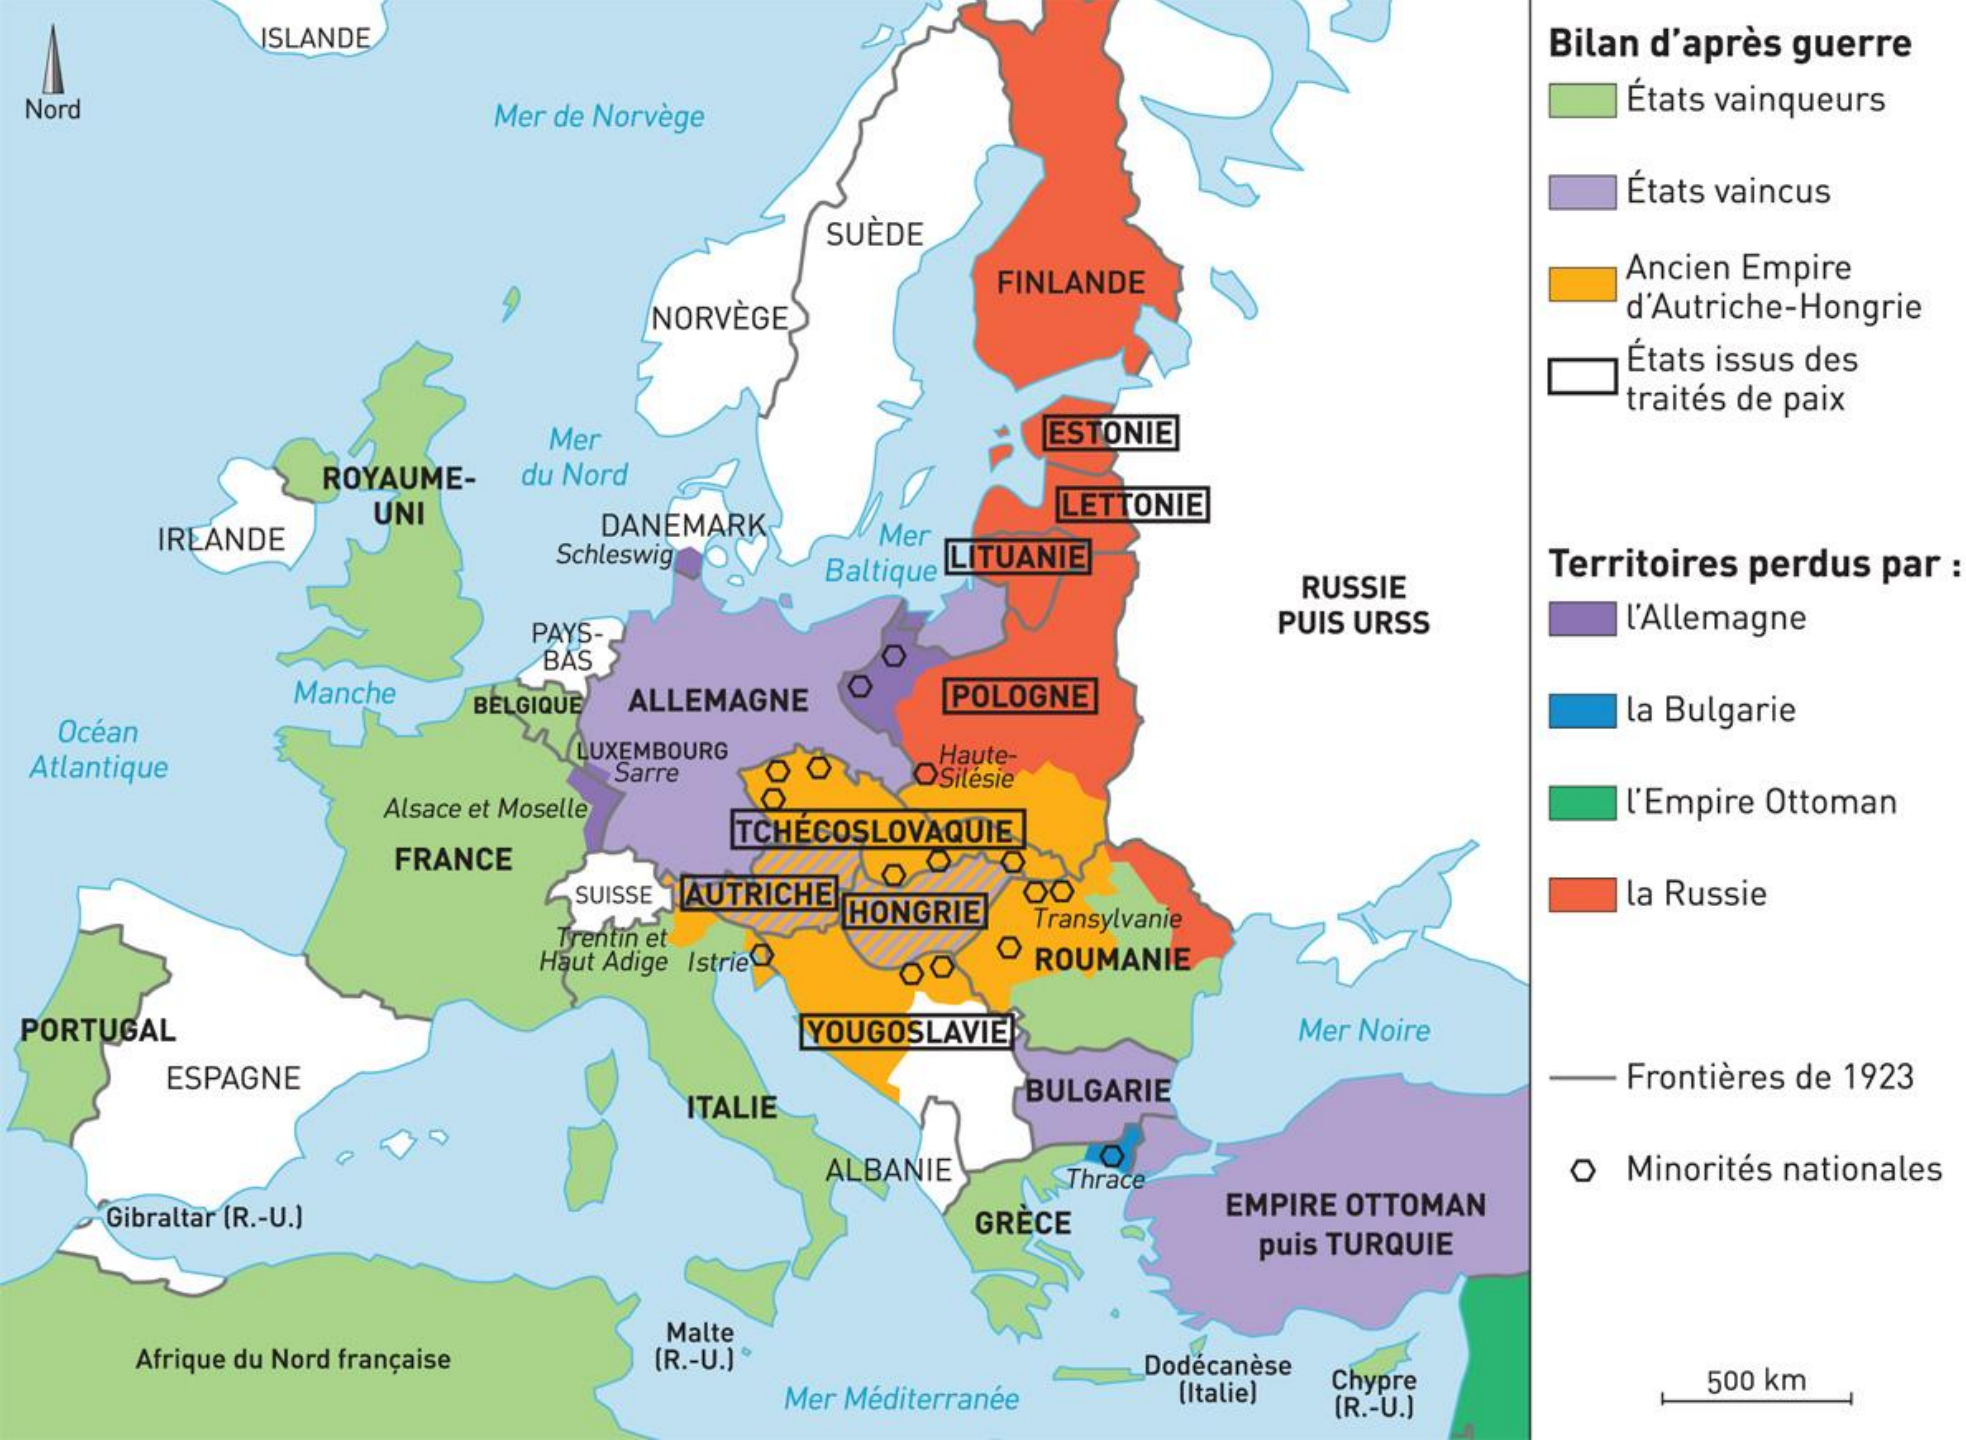 ISLANDE
Nord
Mer de Norvège
SUÈDE
FINLANDE
NORVÈGE
Mer
du Nord
ROYAUME-
UNI
IRLANDE
DANEMARK
Schleswig
Mer
Baltique
ESTONIE
LETTONIE
LITUANIE
RUSSIE
PUIS URSS
PAYS-
BAS
Manche
BELGIQUE
ALLEMAGNE
POLOGNE
Océan
Atlantique
LUXEMBOURG
Sarre
Haute-
Silésie
Alsace et Moselle
TCHÉCOSLOVAQUIE
FRANCE
SUISSE
AUTRICHE
HONGRIE
Transylvanie
Trentin et
Haut Adige
Istrie
ROUMANIE
PORTUGAL
ESPAGNE
YOUGOSLAVIE
Mer Noire
BULGARIE
ITALIE
ALBANIE
Thrace
Gibraltar (R.-U.)
GRÈCE
EMPIRE OTTOMAN
puis TURQUIE
Afrique du Nord française
Malte
(R.-U.)
Mer Méditerranée
Dodécanèse
(Italie)
Chypre
(R.-U.)
Bilan d’après guerre
États vainqueurs
États vaincus
Ancien Empire
d’Autriche-Hongrie
États issus des
traités de paix
Territoires perdus par :
l’Allemagne
la Bulgarie
l’Empire Ottoman
la Russie
Frontières de 1923
Minorités nationales
500 km